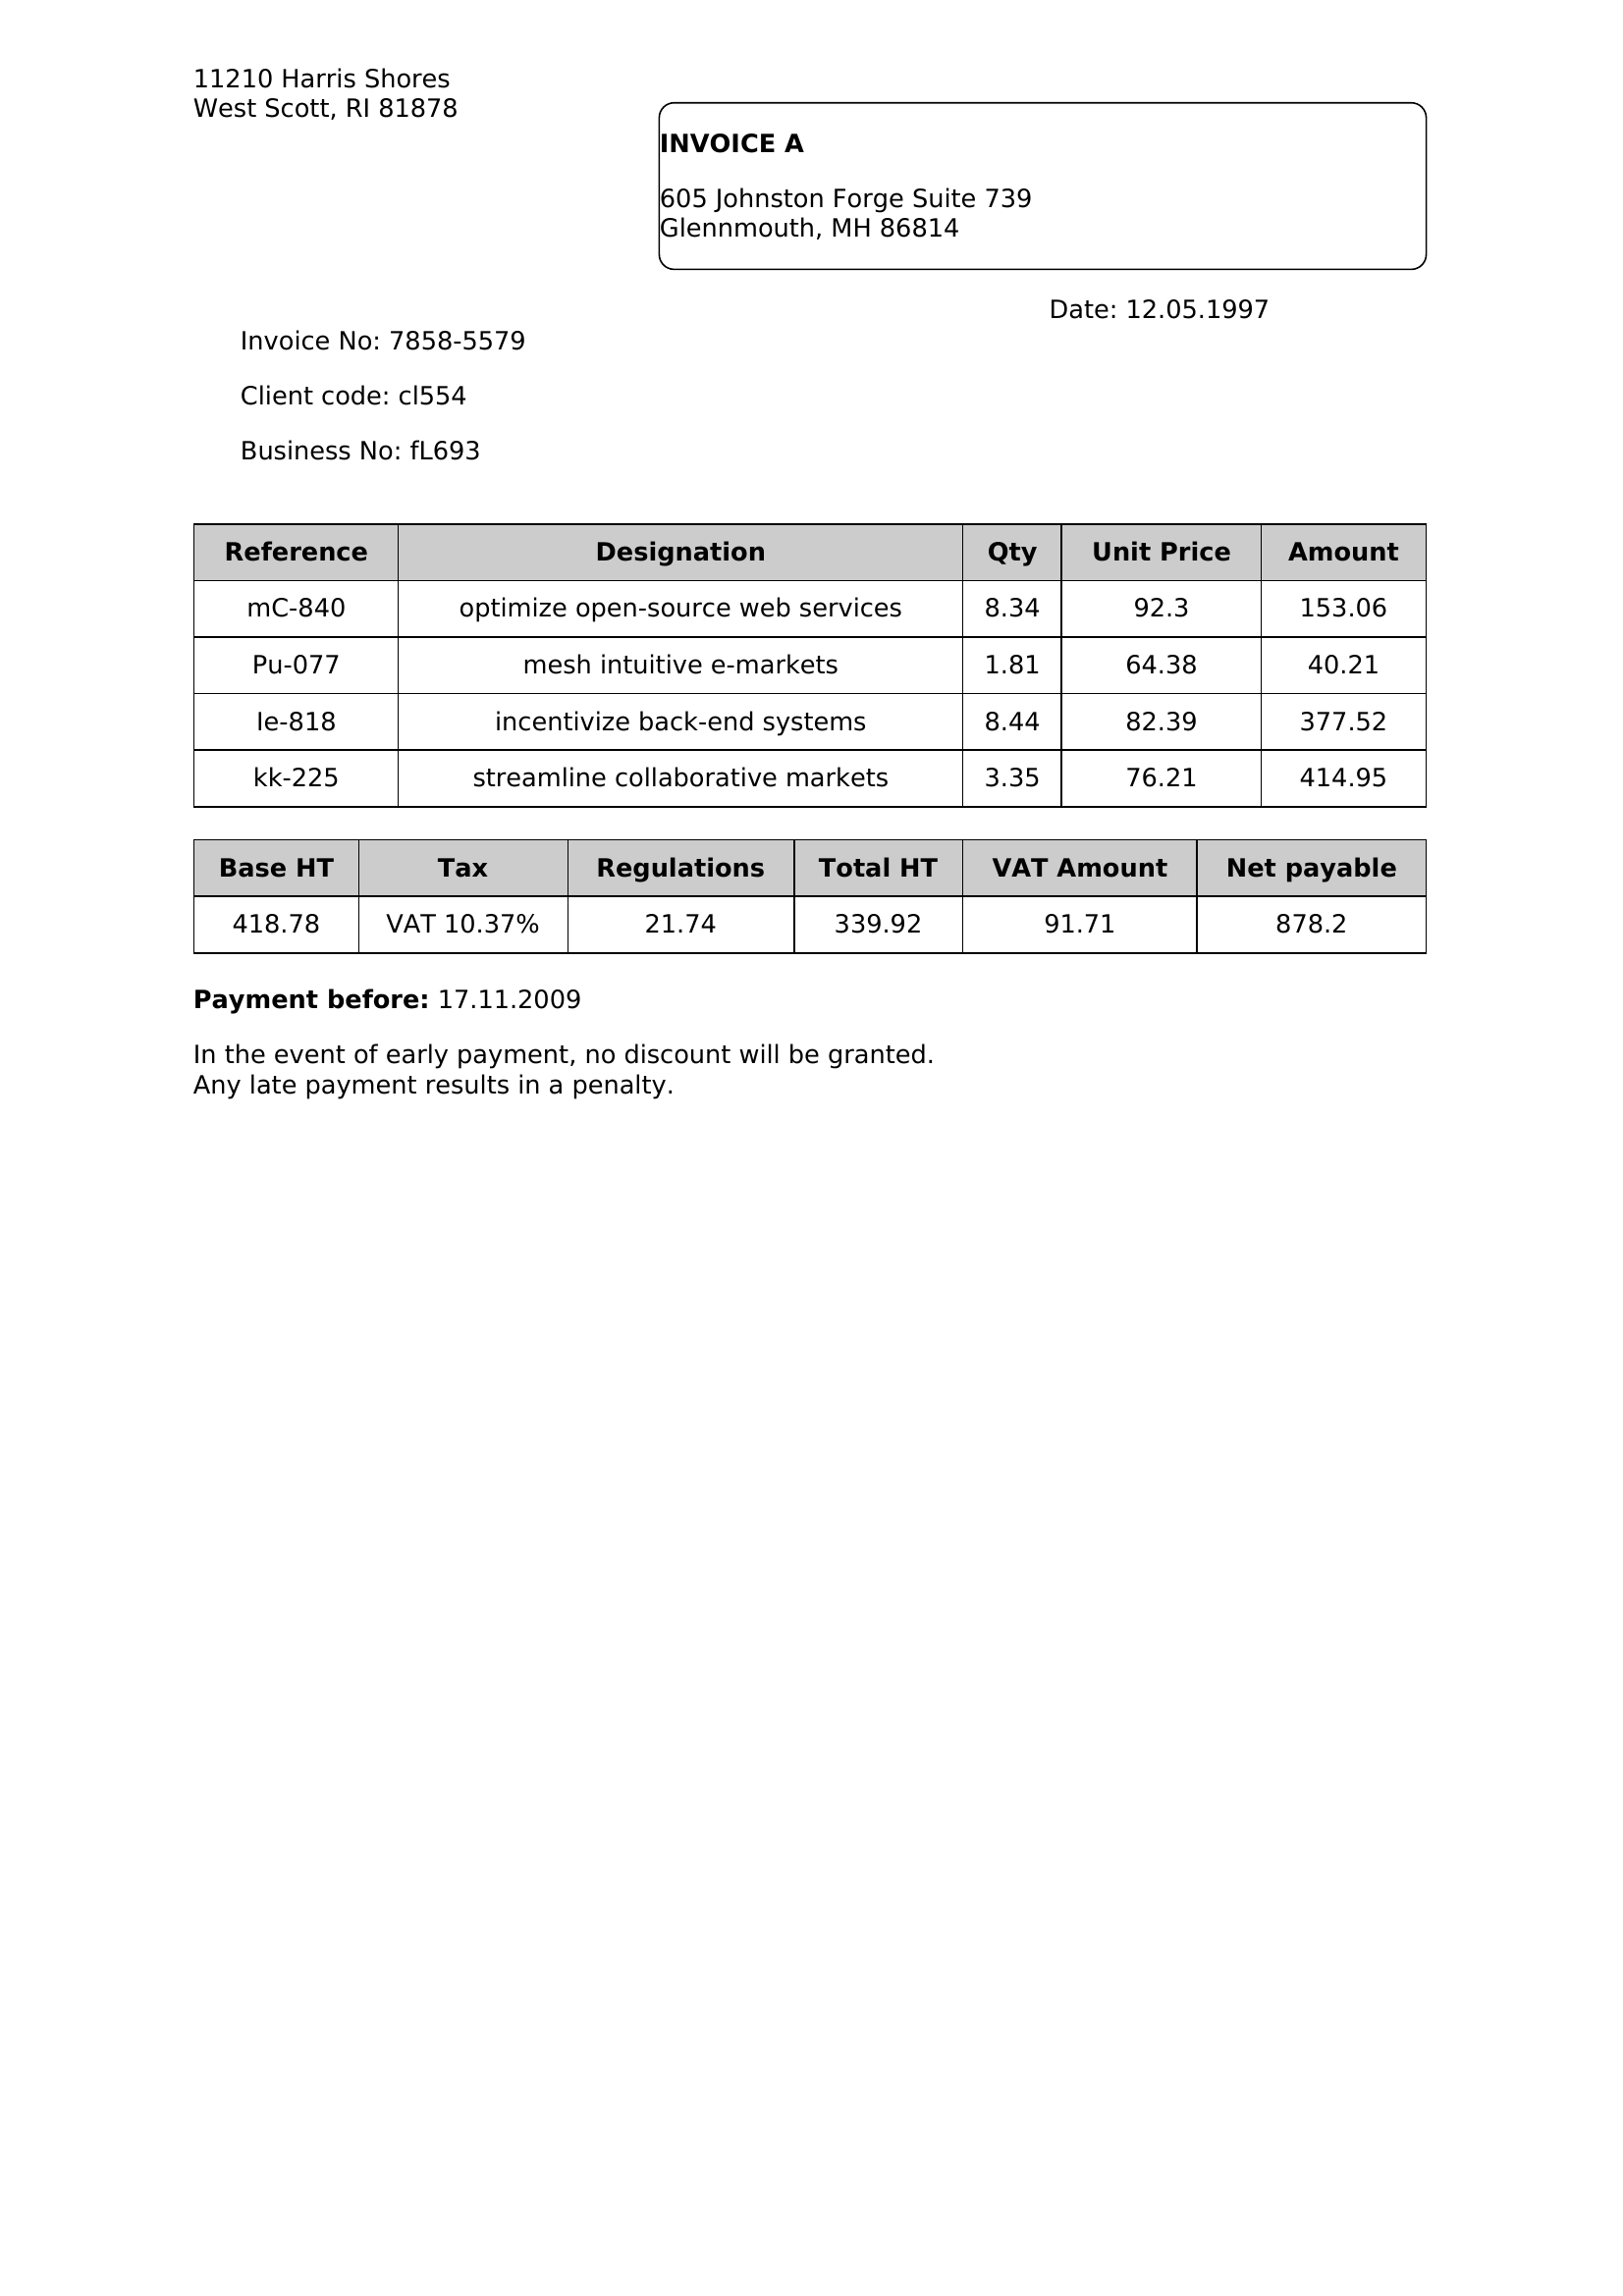 11210 Harris Shores
West Scott, RI 81878
INVOICE A
605 Johnston Forge Suite 739
Glennmouth, MH 86814
Date: 12.05.1997
Invoice No: 7858-5579
Client code: cl554
Business No: fL693
Reference Designation Qty Unit Price Amount
mC-840 optimize open-source web services 8.34 92.3 153.06
Pu-077 mesh intuitive e-markets 1.81 64.38 40.21
Ie-818 incentivize back-end systems 8.44 82.39 377.52
kk-225 streamline collaborative markets 3.35 76.21 414.95
Base HT Tax Regulations Total HT VAT Amount Net payable
418.78 VAT 10.37% 21.74 339.92 91.71 878.2
Payment before: 17.11.2009
In the event of early payment, no discount will be granted.
Any late payment results in a penalty.